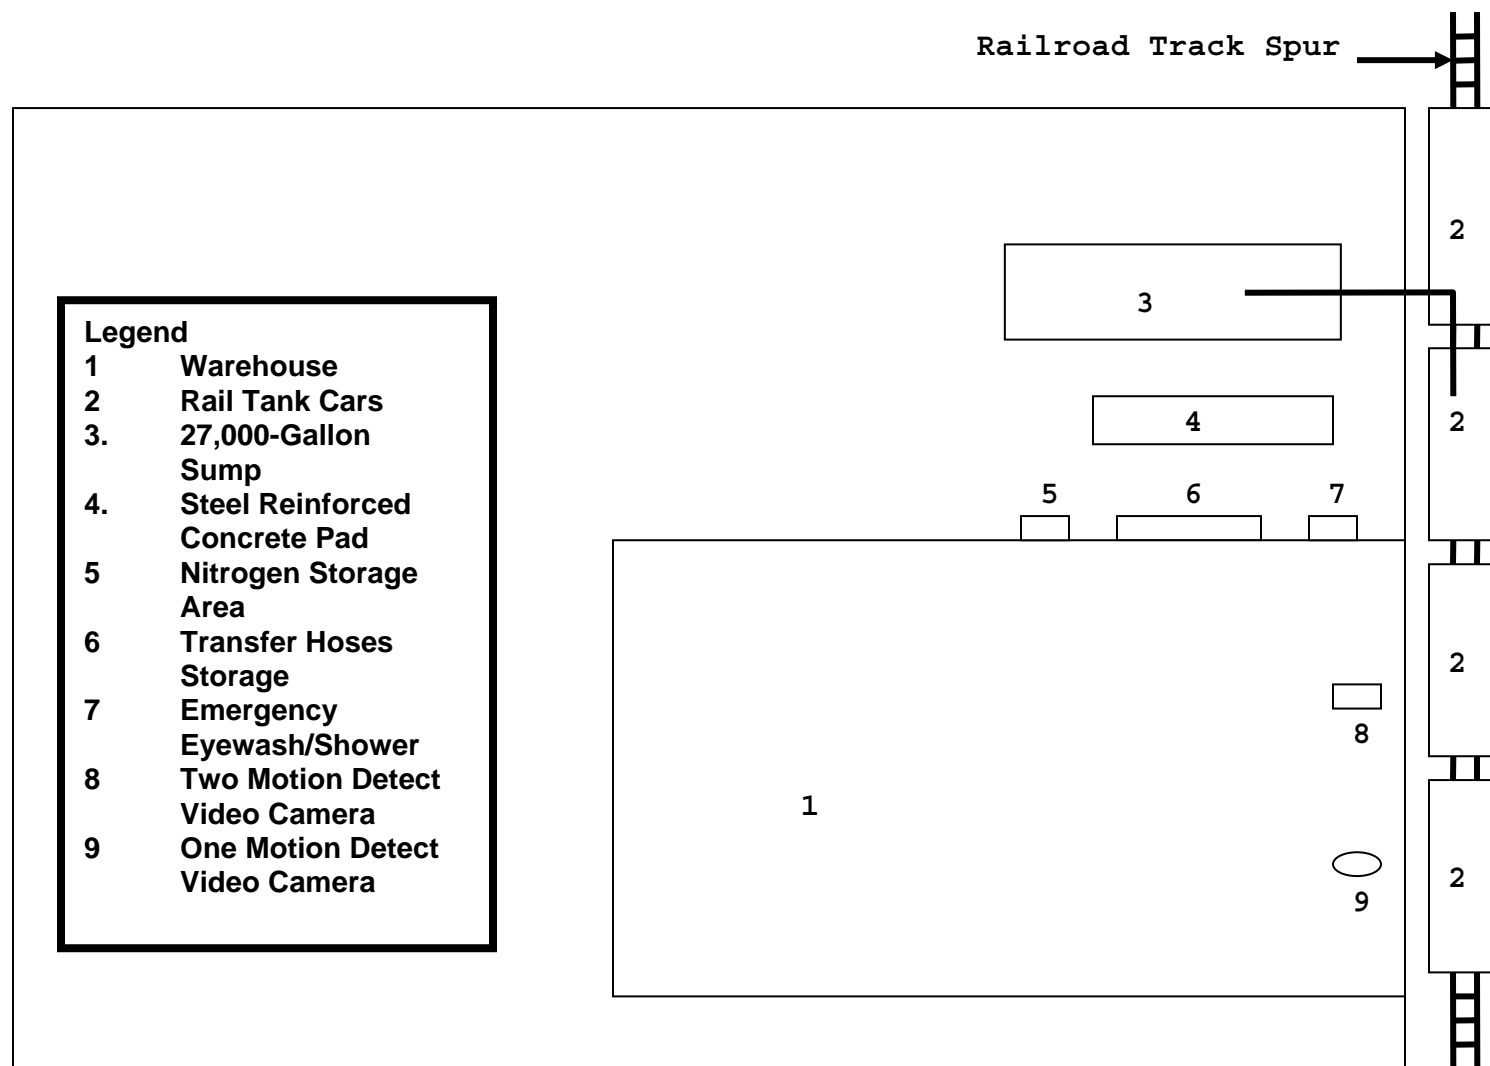 Railroad Track Spur
2
3
Legend
1 Warehouse
2 Rail Tank Cars
3. 27,000-Gallon
Sump
4. Steel Reinforced
Concrete Pad
5 Nitrogen Storage
Area
6 Transfer Hoses
Storage
7 Emergency
Eyewash/Shower
8 Two Motion Detect
Video Camera
9 One Motion Detect
Video Camera
4
2
5 6 7
2
8
1
2
9